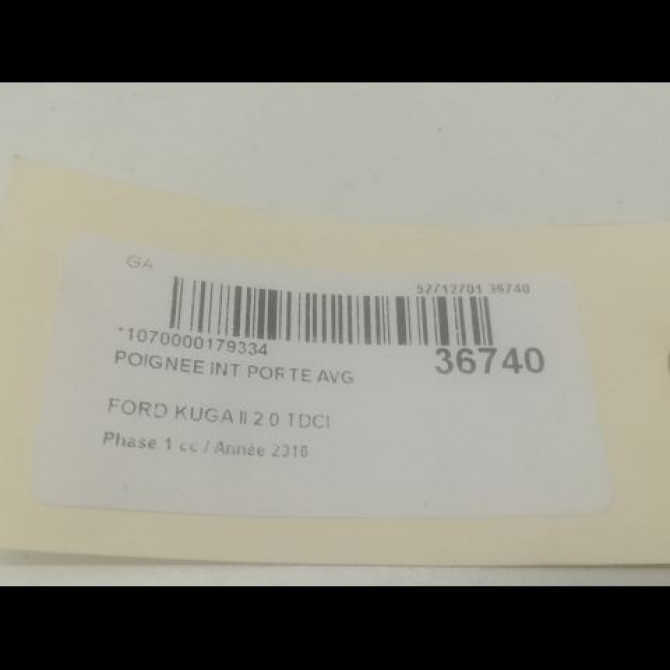 GA
52712701 36740
*1070000179334
36740
POIGNEE INT PORTE AVG
FORD KUGA II 2.0 TDCI
Phase 1 cc / Année 2016